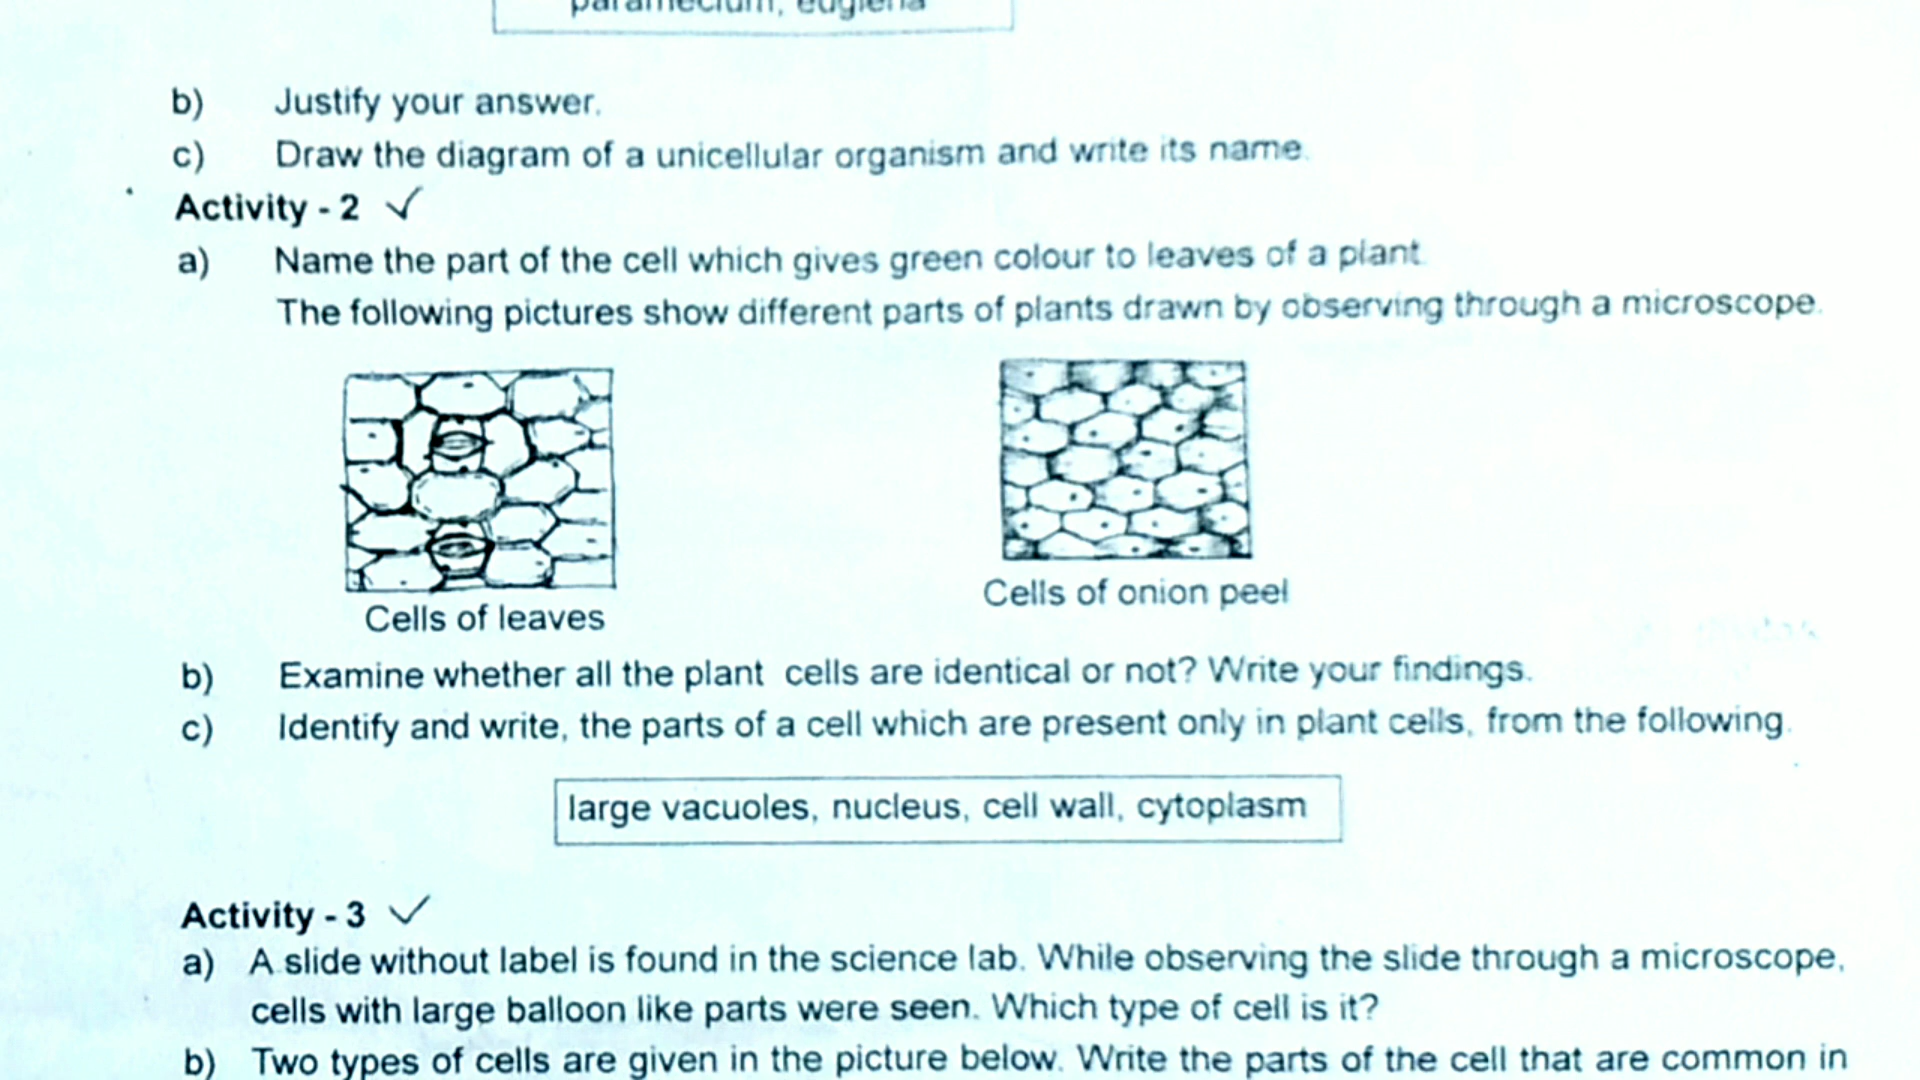 paramecium, euglena
b) Justify your answer.
c) Draw the diagram of a unicellular organism and write its name.
Activity - 2
a) Name the part of the cell which gives green colour to leaves of a plant
The following pictures show different parts of plants drawn by observing through a microscope.
Cells of leaves
Cells of onion peel
b) Examine whether all the plant cells are identical or not? Write your findings.
c) Identify and write, the parts of a cell which are present only in plant cells, from the following.
large vacuoles, nucleus, cell wall, cytoplasm
Activity - 3
a) A slide without label is found in the science lab. While observing the slide through a microscope,
cells with large balloon like parts were seen. Which type of cell is it?
b) Two types of cells are given in the picture below. Write the parts of the cell that are common in